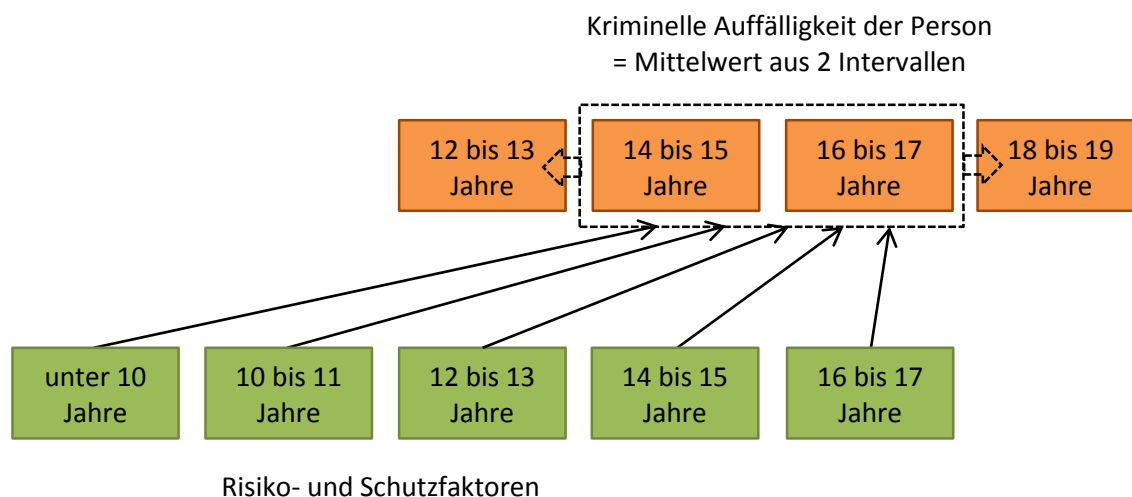 Kriminelle Auffälligkeit der Person
= Mittelwert aus 2 Intervallen
12 bis 13
Jahre
14 bis 15
Jahre
16 bis 17
Jahre
18 bis 19
Jahre
unter 10
Jahre
10 bis 11
Jahre
12 bis 13
Jahre
14 bis 15
Jahre
16 bis 17
Jahre
Risiko- und Schutzfaktoren